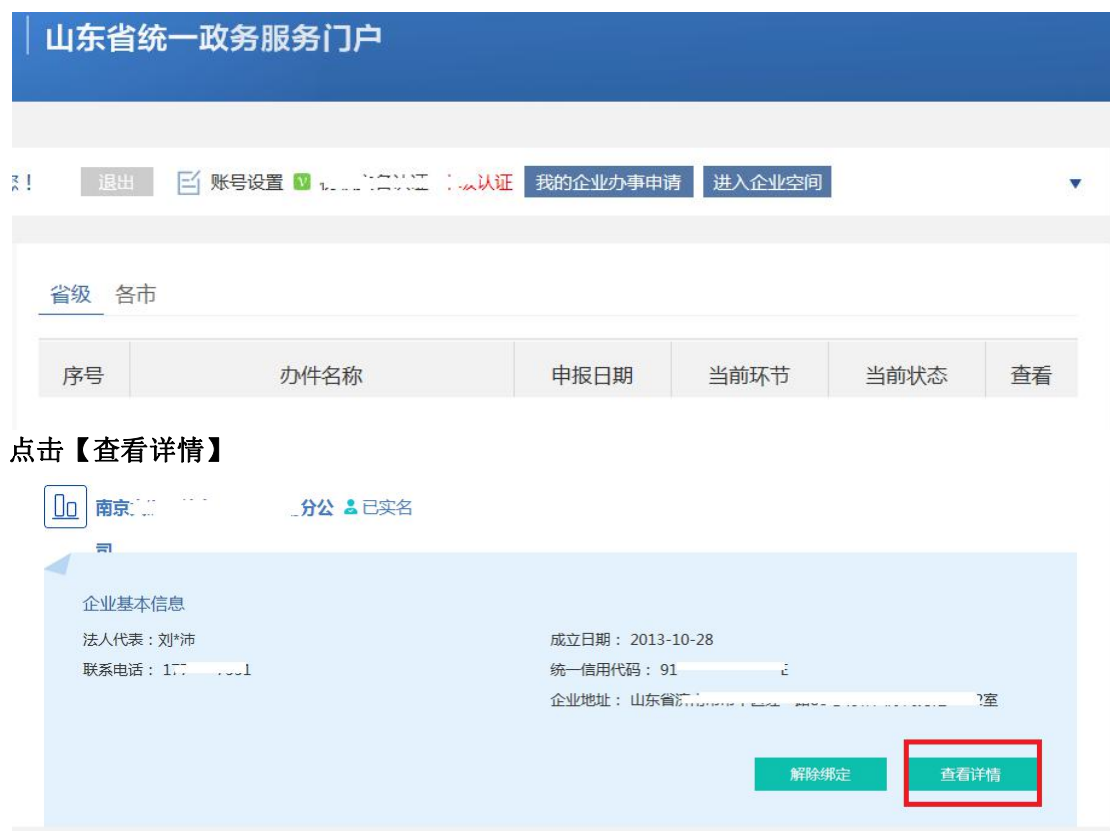 山东省统一政务服务门户
! 退出 账号设置 认证 我的企业办事申请 进入企业空间
省级 各市
序号 办件名称 申报日期 当前环节 当前状态 查看
点击【查看详情】
南京 分公 已实名
司
企业基本信息
法人代表：刘*沛 成立日期： 2013-10-28
联系电话： 17 1 统一信用代码： 91
企业地址： 山东省济 室
解除绑定 查看详情